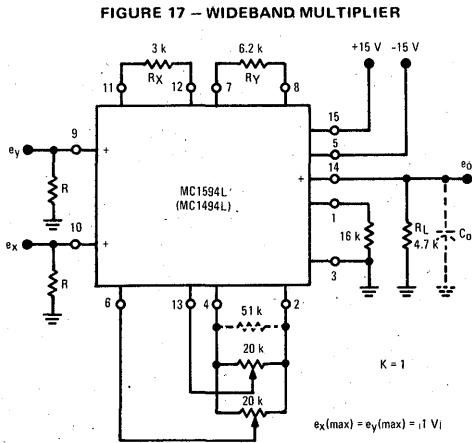 FIGURE 17 – WIDEBAND MULTIPLIER
3 k
RX
6.2 k
RY
+15 V
-15 V
11
12
7
8
15
5
14
1
3
ey
9
+
R
ex
10
+
R
MC1594L
(MC1494L)
+
eo
16 k
RL
4.7 k
Co
6
13
4
2
51 k
20 k
20 k
K = 1
ex(max) = ey(max) = |1 V|